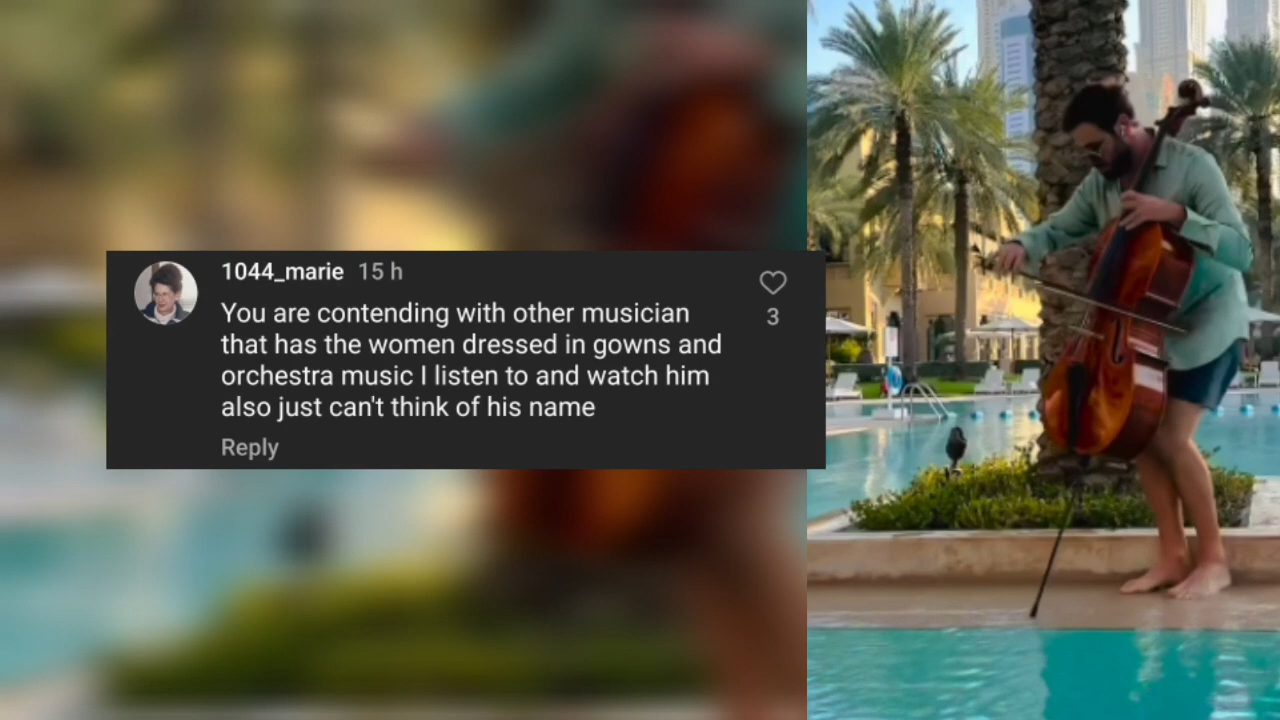 1044_marie 15 h
You are contending with other musician
that has the women dressed in gowns and
orchestra music I listen to and watch him
also just can't think of his name
3
Reply